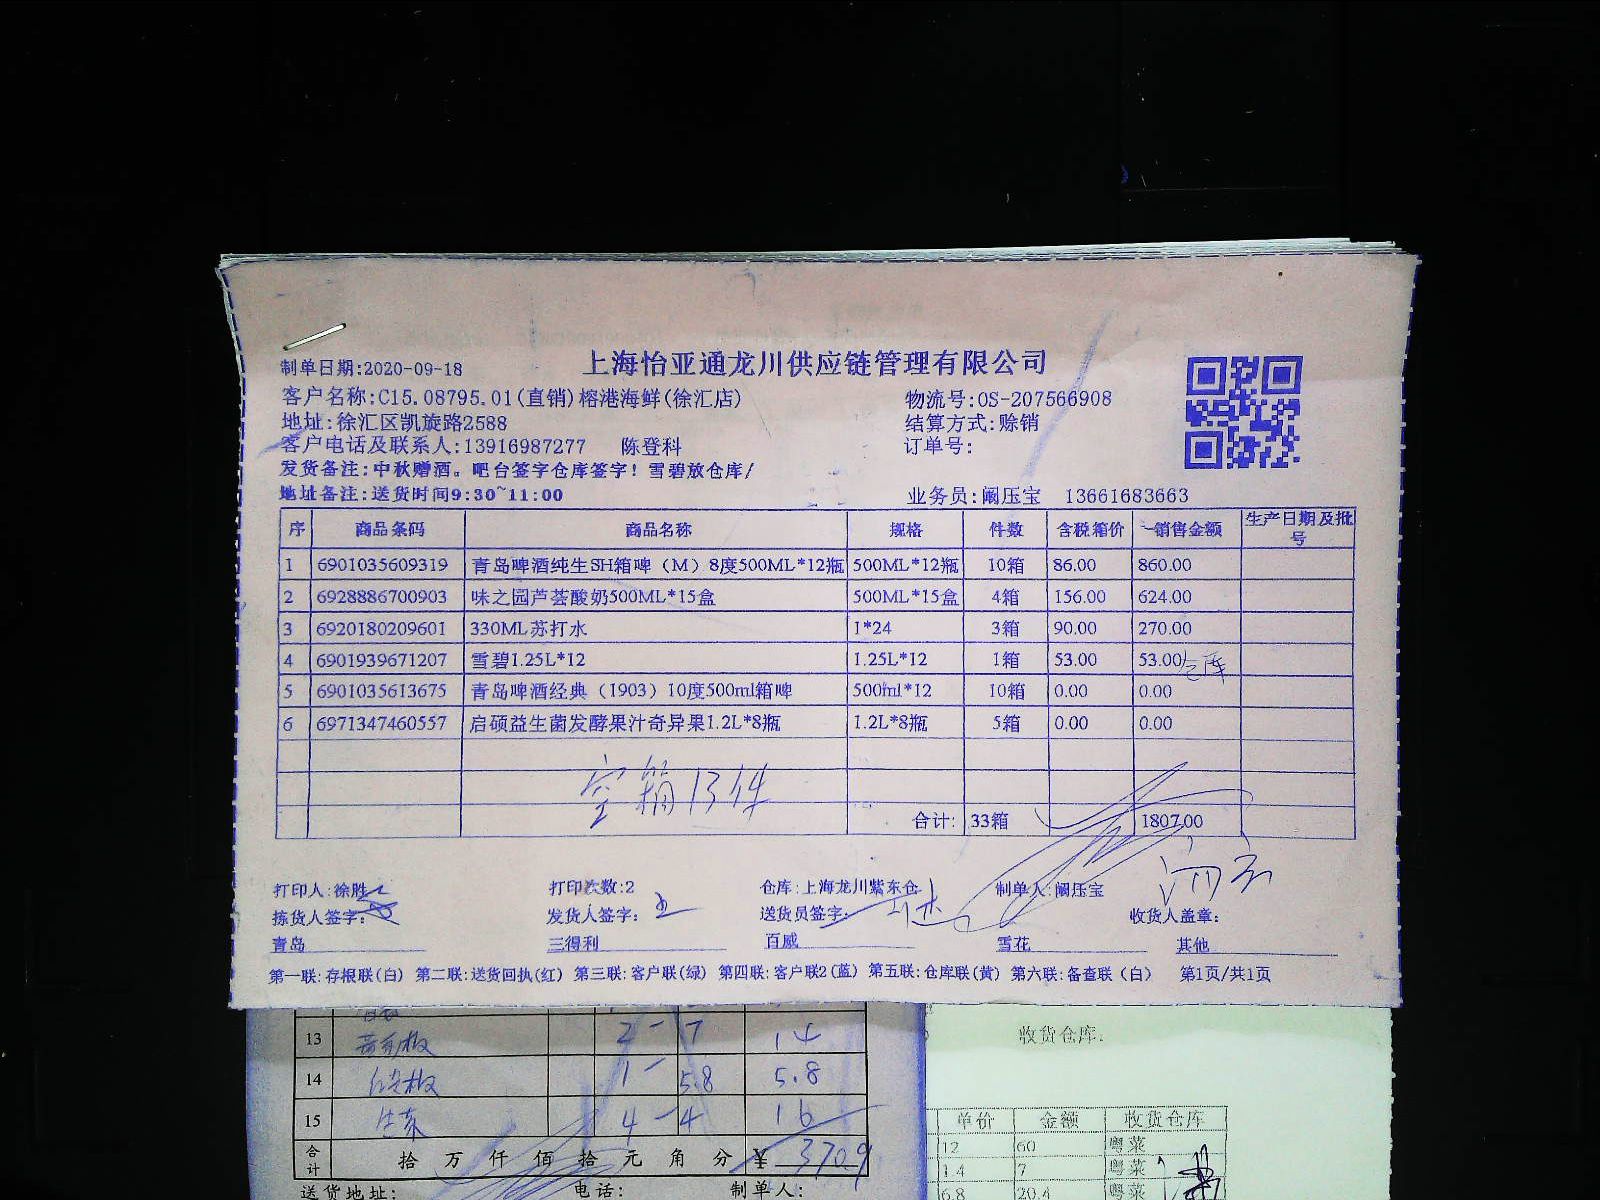 上海怡亚通龙川供应链管理有限公司
制单日期:2020-09-18
客户名称:C15.08795.01(直销)榕港海鲜(徐汇店) 物流号:OS-207566908
地址:徐汇区凯旋路2588 结算方式:赊销
客户电话及联系人:13916987277 陈登科 订单号:
发货备注:中秋赠酒。吧台签字仓库签字!雪碧放仓库/
地址备注:送货时间9:30~11:00 业务员:阚压宝 13661683663
序 商品条码 商品名称 规格 件数 含税箱价 销售金额 生产日期及批号
1 6901035609319 青岛啤酒纯生SH箱啤（M）8度500ML*12瓶 500ML*12瓶 10箱 86.00 860.00
2 6928886700903 味之园芦荟酸奶500ML*15盒 500ML*15盒 4箱 156.00 624.00
3 6920180209601 330ML苏打水 1*24 3箱 90.00 270.00
4 6901939671207 雪碧1.25L*12 1.25L*12 1箱 53.00 53.00 仓库
5 6901035613675 青岛啤酒经典（1903）10度500ml箱啤 500ml*12 10箱 0.00 0.00
6 6971347460557 启硕益生菌发酵果汁奇异果1.2L*8瓶 1.2L*8瓶 5箱 0.00 0.00
空箱13件
合计: 33箱 1807.00
打印人:徐胜 打印次数:2 仓库:上海龙川紫东仓 制单人:阚压宝
拣货人签字: 发货人签字: 送货员签字: 收货人盖章:
青岛 三得利 百威 雪花 其他
第一联:存根联(白) 第二联:送货回执(红) 第三联:客户联(绿) 第四联:客户联2(蓝) 第五联:仓库联(黄) 第六联:备查联(白) 第1页/共1页
13 2 - 7 14
14 1 - 5.8 5.8
15 4 - 4 16
合计 拾 万 仟 佰 拾 元 角 分 ¥ 370.9
送货地址: 电话: 制单人:
收货仓库:
单价 金额 收货仓库
12 60 粤菜
1.4 7 粤菜
6.8 20.4 粤菜